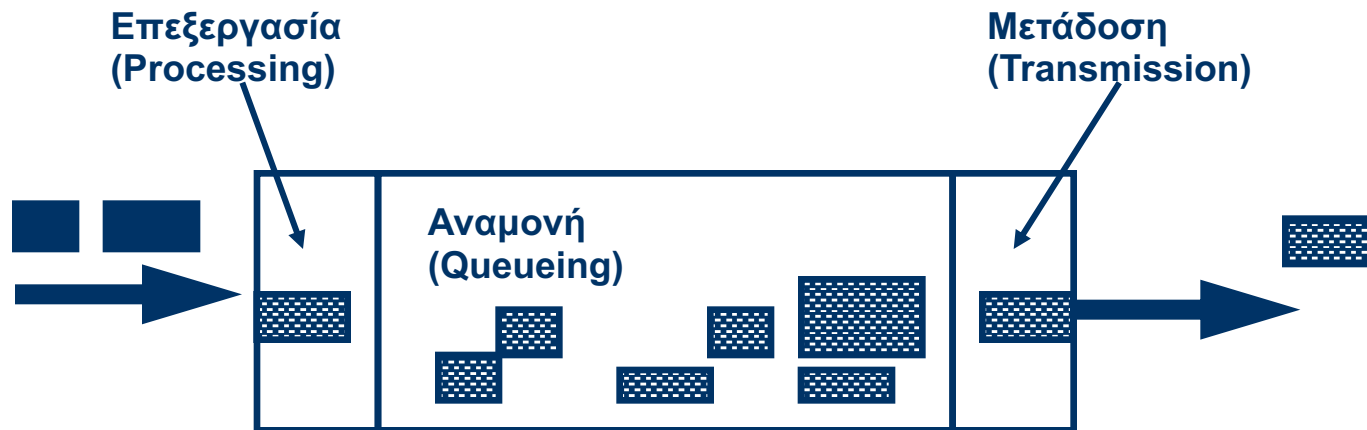 Επεξεργασία
(Processing)
Μετάδοση
(Transmission)
Αναμονή
(Queueing)